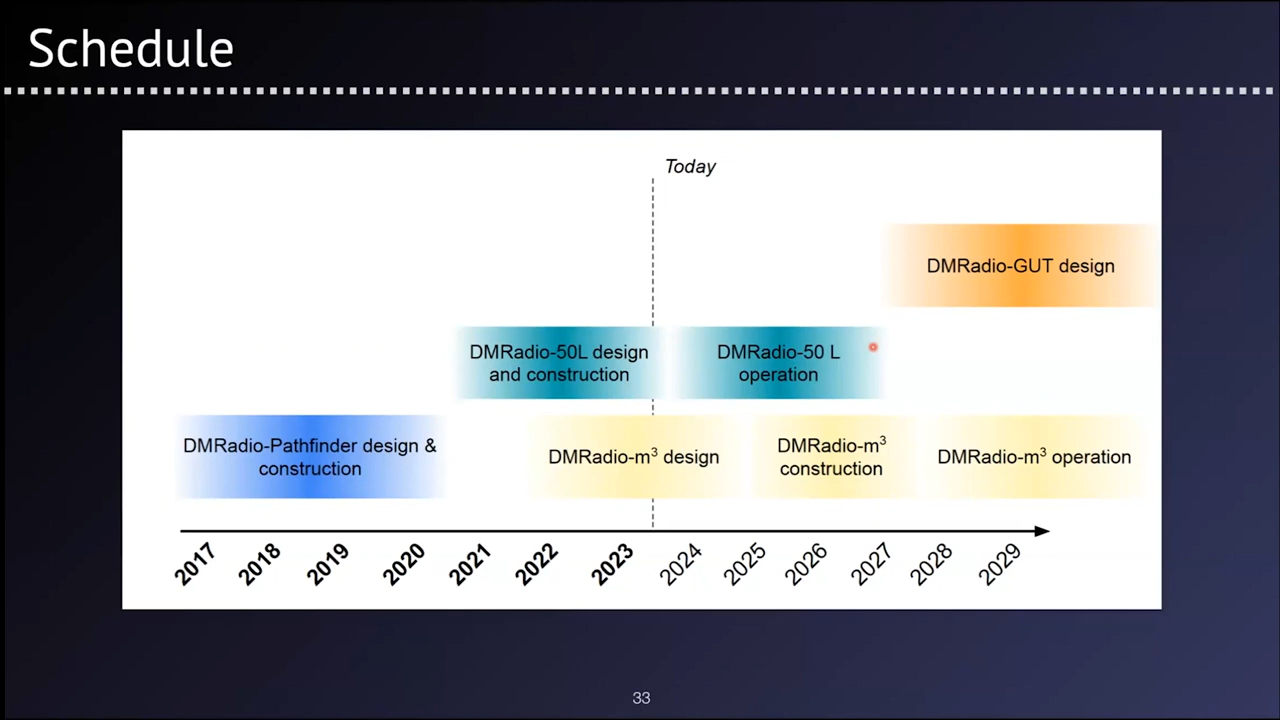 Schedule
Today
DMRadio-GUT design
DMRadio-50L design
and construction
DMRadio-50 L
operation
DMRadio-Pathfinder design &
construction
DMRadio-m³ design
DMRadio-m³
construction
DMRadio-m³ operation
2017
2018
2019
2020
2021
2022
2023
2024
2025
2026
2027
2028
2029
33